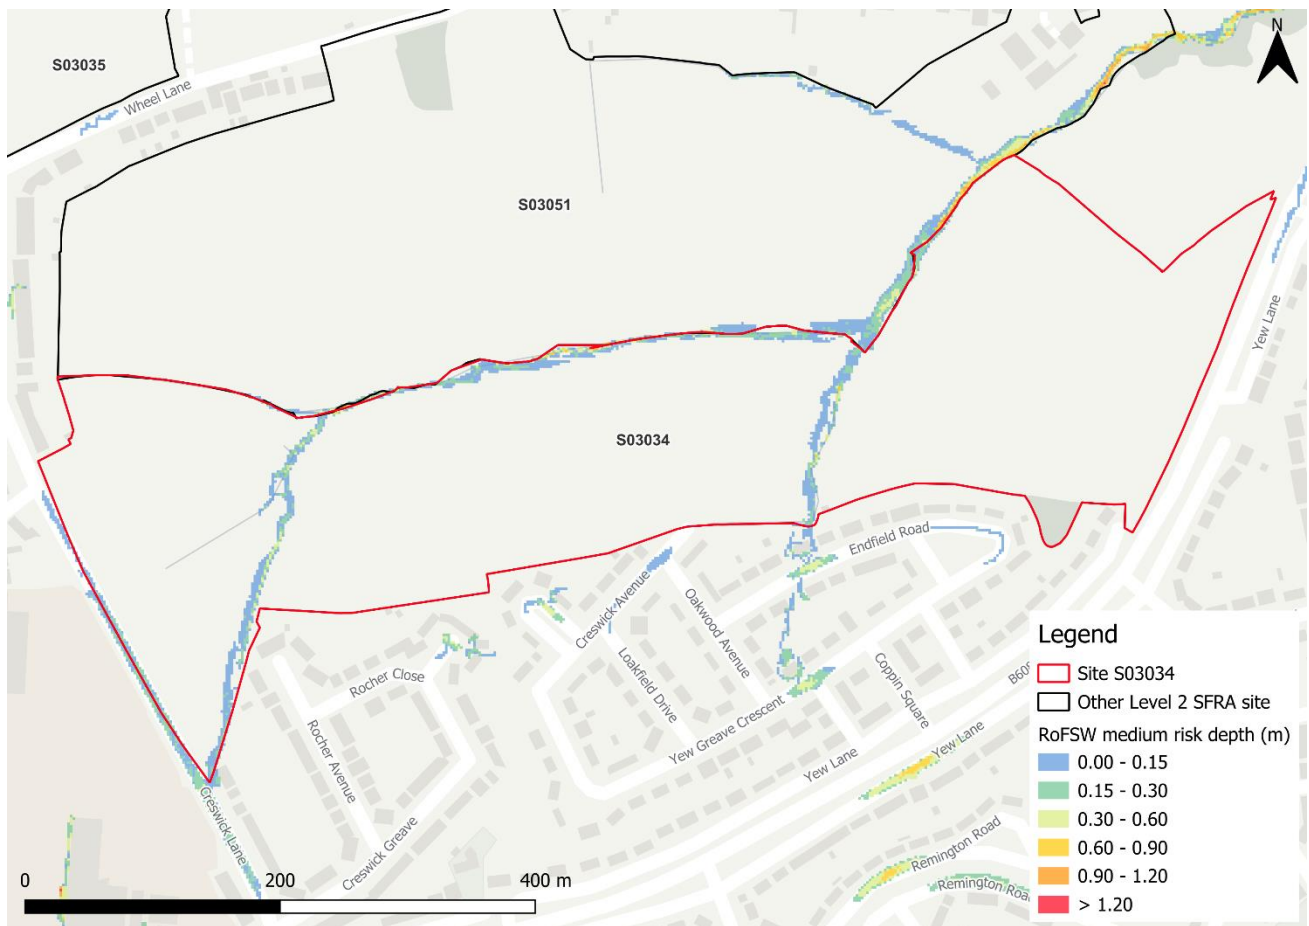 N
S03035
Wheel Lane
S03051
Yew Lane
S03034
Endfield Road
Creswick Avenue
Oakwood Avenue
Rocher Close
Loakfield Drive
Coppin Square
Yew Greave Crescent
Rocher Avenue
Yew Lane
Yew Lane
Creswick Lane
Creswick Greave
Remington Road
Remington Road
Legend
Site S03034
Other Level 2 SFRA site
RoFSW medium risk depth (m)
0.00 - 0.15
0.15 - 0.30
0.30 - 0.60
0.60 - 0.90
0.90 - 1.20
> 1.20
0 200 400 m